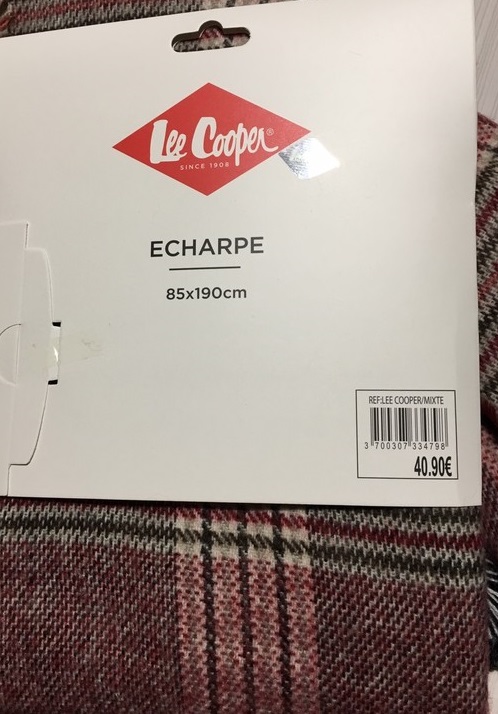 Lee Cooper®
SINCE 1908
ECHARPE
85x190cm
REF:LEE COOPER/MIXTE
3 700307 334798
40.90€